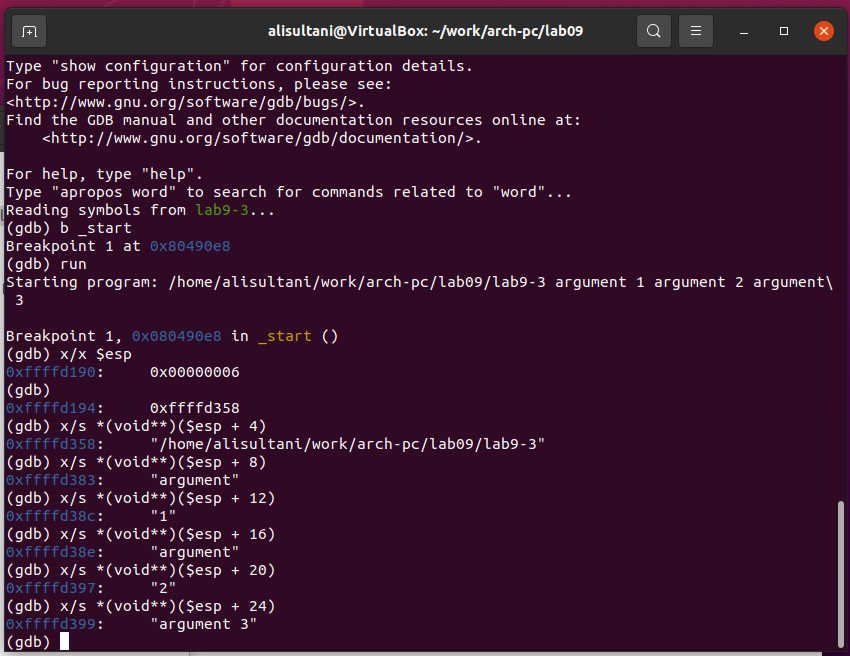 alisultani@VirtualBox: ~/work/arch-pc/lab09
Type "show configuration" for configuration details.
For bug reporting instructions, please see:
<http://www.gnu.org/software/gdb/bugs/>.
Find the GDB manual and other documentation resources online at:
    <http://www.gnu.org/software/gdb/documentation/>.

For help, type "help".
Type "apropos word" to search for commands related to "word"...
Reading symbols from lab9-3...
(gdb) b _start
Breakpoint 1 at 0x80490e8
(gdb) run
Starting program: /home/alisultani/work/arch-pc/lab09/lab9-3 argument 1 argument 2 argument\
 3

Breakpoint 1, 0x080490e8 in _start ()
(gdb) x/x $esp
0xffffd190:     0x00000006
(gdb)
0xffffd194:     0xffffd358
(gdb) x/s *(void**)($esp + 4)
0xffffd358:     "/home/alisultani/work/arch-pc/lab09/lab9-3"
(gdb) x/s *(void**)($esp + 8)
0xffffd383:     "argument"
(gdb) x/s *(void**)($esp + 12)
0xffffd38c:     "1"
(gdb) x/s *(void**)($esp + 16)
0xffffd38e:     "argument"
(gdb) x/s *(void**)($esp + 20)
0xffffd397:     "2"
(gdb) x/s *(void**)($esp + 24)
0xffffd399:     "argument 3"
(gdb)